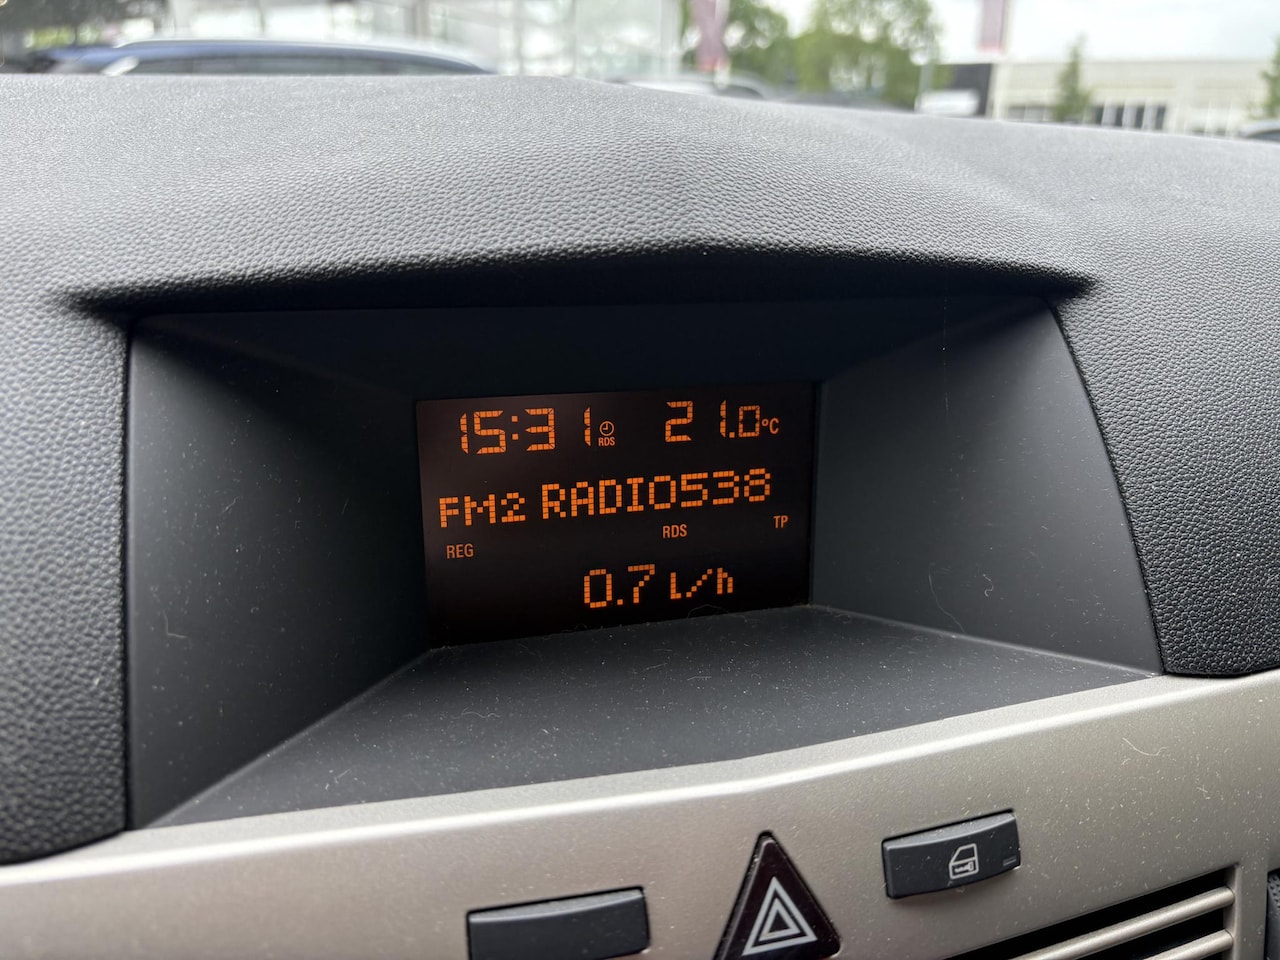 15:31 RDS 21.0°C
FM2 RADIO538
REG RDS TP
0.7 L/h